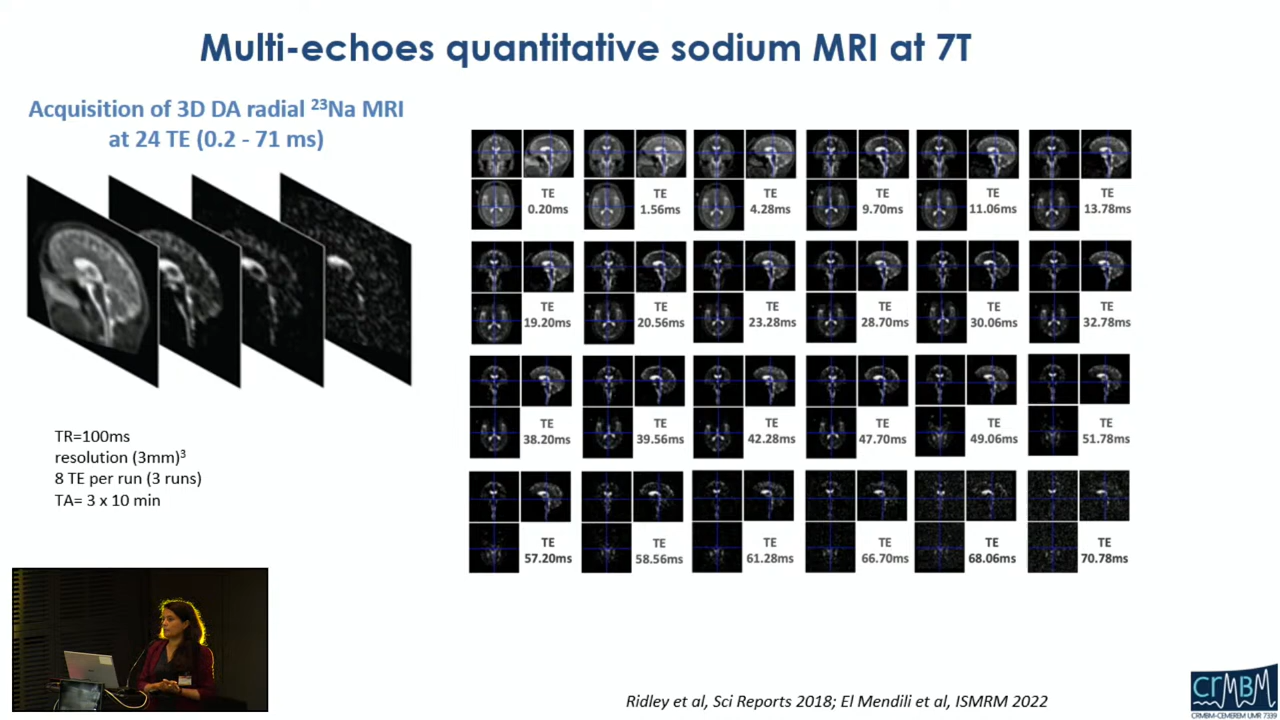 Multi-echoes quantitative sodium MRI at 7T
Acquisition of 3D DA radial ²³Na MRI
at 24 TE (0.2 - 71 ms)
TR=100ms
resolution (3mm)³
8 TE per run (3 runs)
TA= 3 x 10 min
TE
0.20ms
TE
1.56ms
TE
4.28ms
TE
9.70ms
TE
11.06ms
TE
13.78ms
TE
19.20ms
TE
20.56ms
TE
23.28ms
TE
28.70ms
TE
30.06ms
TE
32.78ms
TE
38.20ms
TE
39.56ms
TE
42.28ms
TE
47.70ms
TE
49.06ms
TE
51.78ms
TE
57.20ms
TE
58.56ms
TE
61.28ms
TE
66.70ms
TE
68.06ms
TE
70.78ms
Ridley et al, Sci Reports 2018; El Mendili et al, ISMRM 2022
CRMBM
CRMBM-CEMEREM UMR 7339